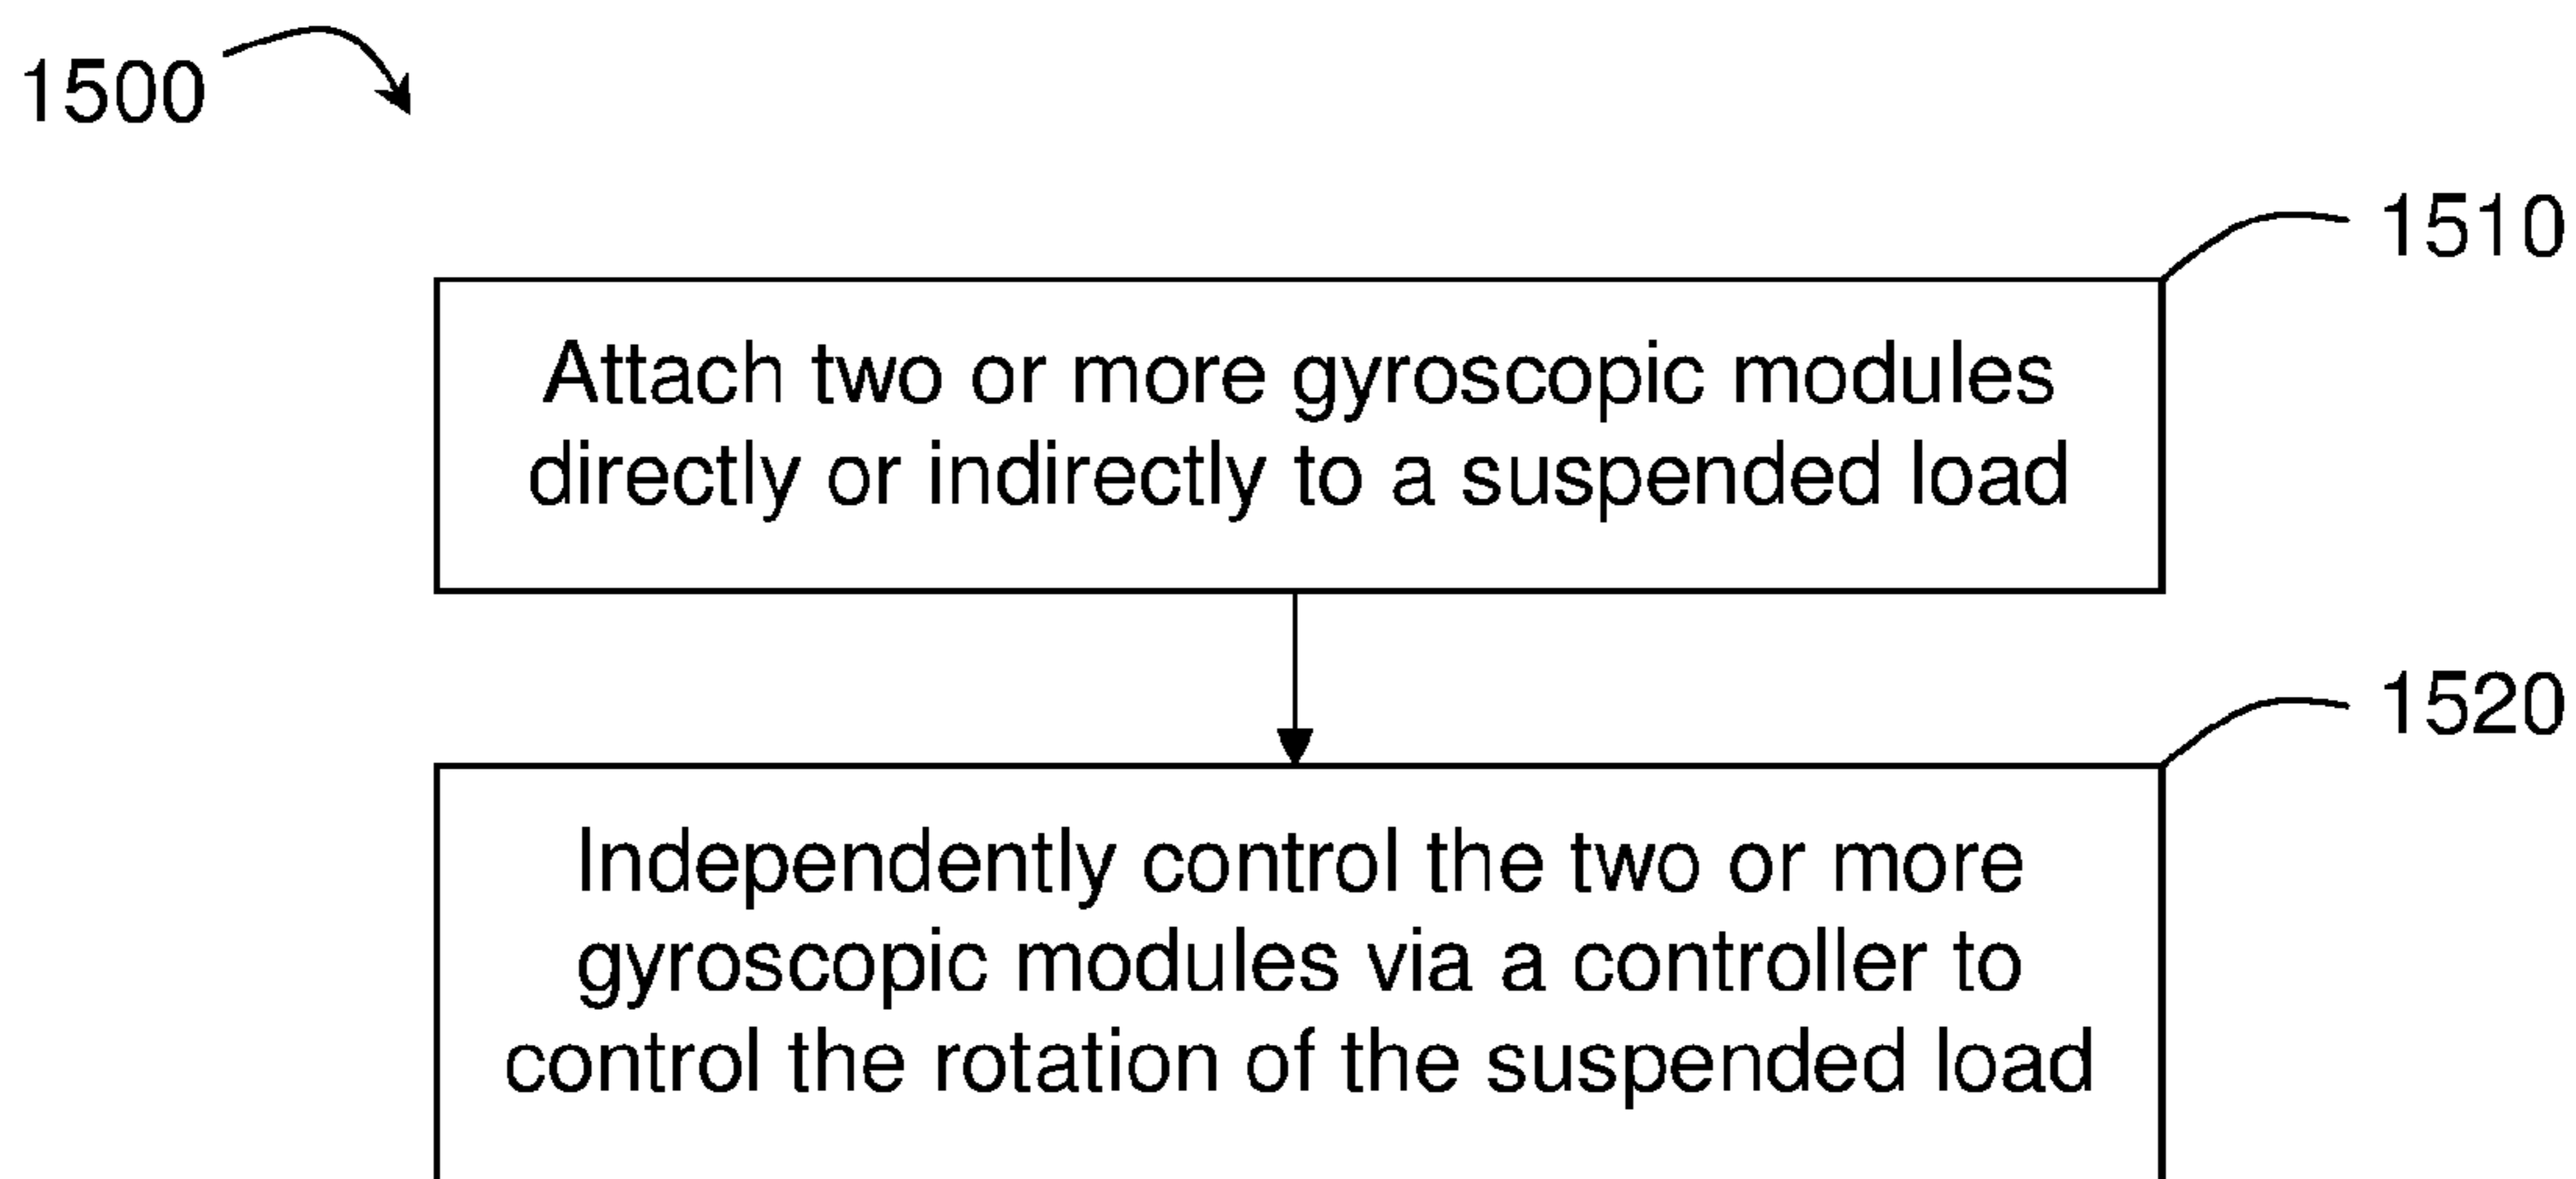 1500
1510
Attach two or more gyroscopic modules
directly or indirectly to a suspended load
1520
Independently control the two or more
gyroscopic modules via a controller to
control the rotation of the suspended load